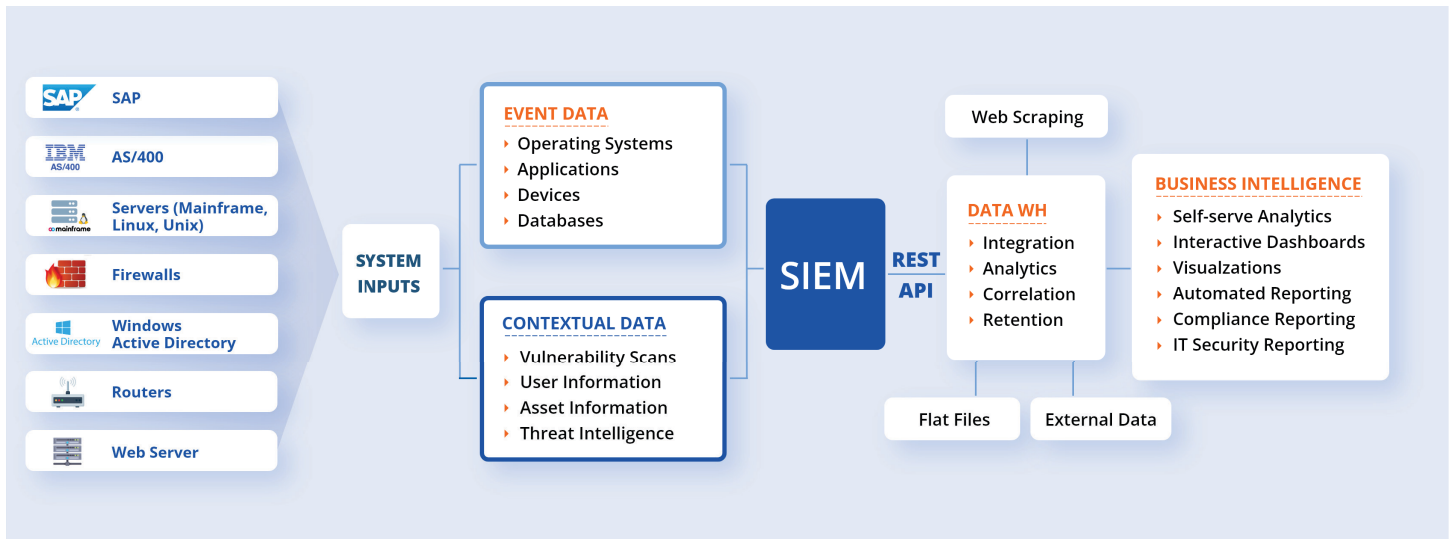 SAP
SAP
IBM
AS/400
AS/400
mainframe
Servers (Mainframe,
Linux, Unix)
Firewalls
Active Directory
Windows
Active Directory
Routers
Web Server
SYSTEM
INPUTS
EVENT DATA
Operating Systems
Applications
Devices
Databases
CONTEXTUAL DATA
Vulnerability Scans
User Information
Asset Information
Threat Intelligence
SIEM
REST
API
Web Scraping
DATA WH
Integration
Analytics
Correlation
Retention
Flat Files
External Data
BUSINESS INTELLIGENCE
Self-serve Analytics
Interactive Dashboards
Visualzations
Automated Reporting
Compliance Reporting
IT Security Reporting